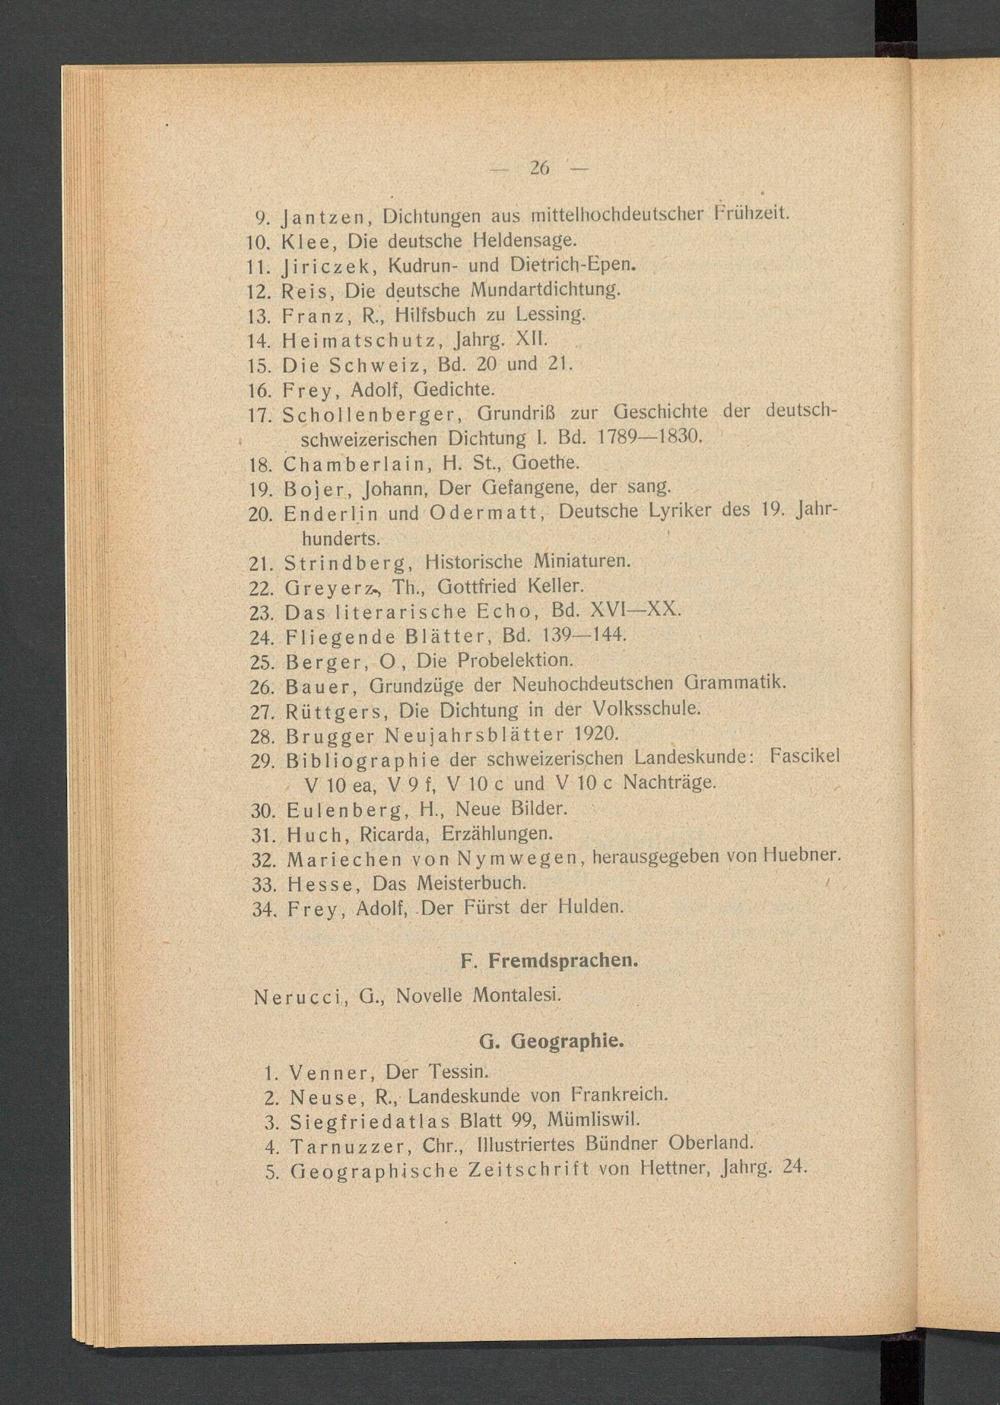 — 26 —
9. Jantzen, Dichtungen aus mittelhochdeutscher Frühzeit.
10. Klee, Die deutsche Heldensage.
11. Jiriczek, Kudrun- und Dietrich-Epen.
12. Reis, Die deutsche Mundartdichtung.
13. Franz, R., Hilfsbuch zu Lessing.
14. Heimatschutz, Jahrg. XII.
15. Die Schweiz, Bd. 20 und 21.
16. Frey, Adolf, Gedichte.
17. Schollenberger, Grundriß zur Geschichte der deutsch-
schweizerischen Dichtung I. Bd. 1789—1830.
18. Chamberlain, H. St., Goethe.
19. Bojer, Johann, Der Gefangene, der sang.
20. Enderlin und Odermatt, Deutsche Lyriker des 19. Jahr-
hunderts.
21. Strindberg, Historische Miniaturen.
22. Greyerz, Th., Gottfried Keller.
23. Das literarische Echo, Bd. XVI—XX.
24. Fliegende Blätter, Bd. 139—144.
25. Berger, O, Die Probelektion.
26. Bauer, Grundzüge der Neuhochdeutschen Grammatik.
27. Rüttgers, Die Dichtung in der Volksschule.
28. Brugger Neujahrsblätter 1920.
29. Bibliographie der schweizerischen Landeskunde: Fascikel
V 10 ea, V 9 f, V 10 c und V 10 c Nachträge.
30. Eulenberg, H., Neue Bilder.
31. Huch, Ricarda, Erzählungen.
32. Mariechen von Nymwegen, herausgegeben von Huebner.
33. Hesse, Das Meisterbuch.
34. Frey, Adolf, Der Fürst der Hulden.
F. Fremdsprachen.
Nerucci, G., Novelle Montalesi.
G. Geographie.
1. Venner, Der Tessin.
2. Neuse, R., Landeskunde von Frankreich.
3. Siegfriedatlas Blatt 99, Mümliswil.
4. Tarnuzzer, Chr., Illustriertes Bündner Oberland.
5. Geographische Zeitschrift von Hettner, Jahrg. 24.